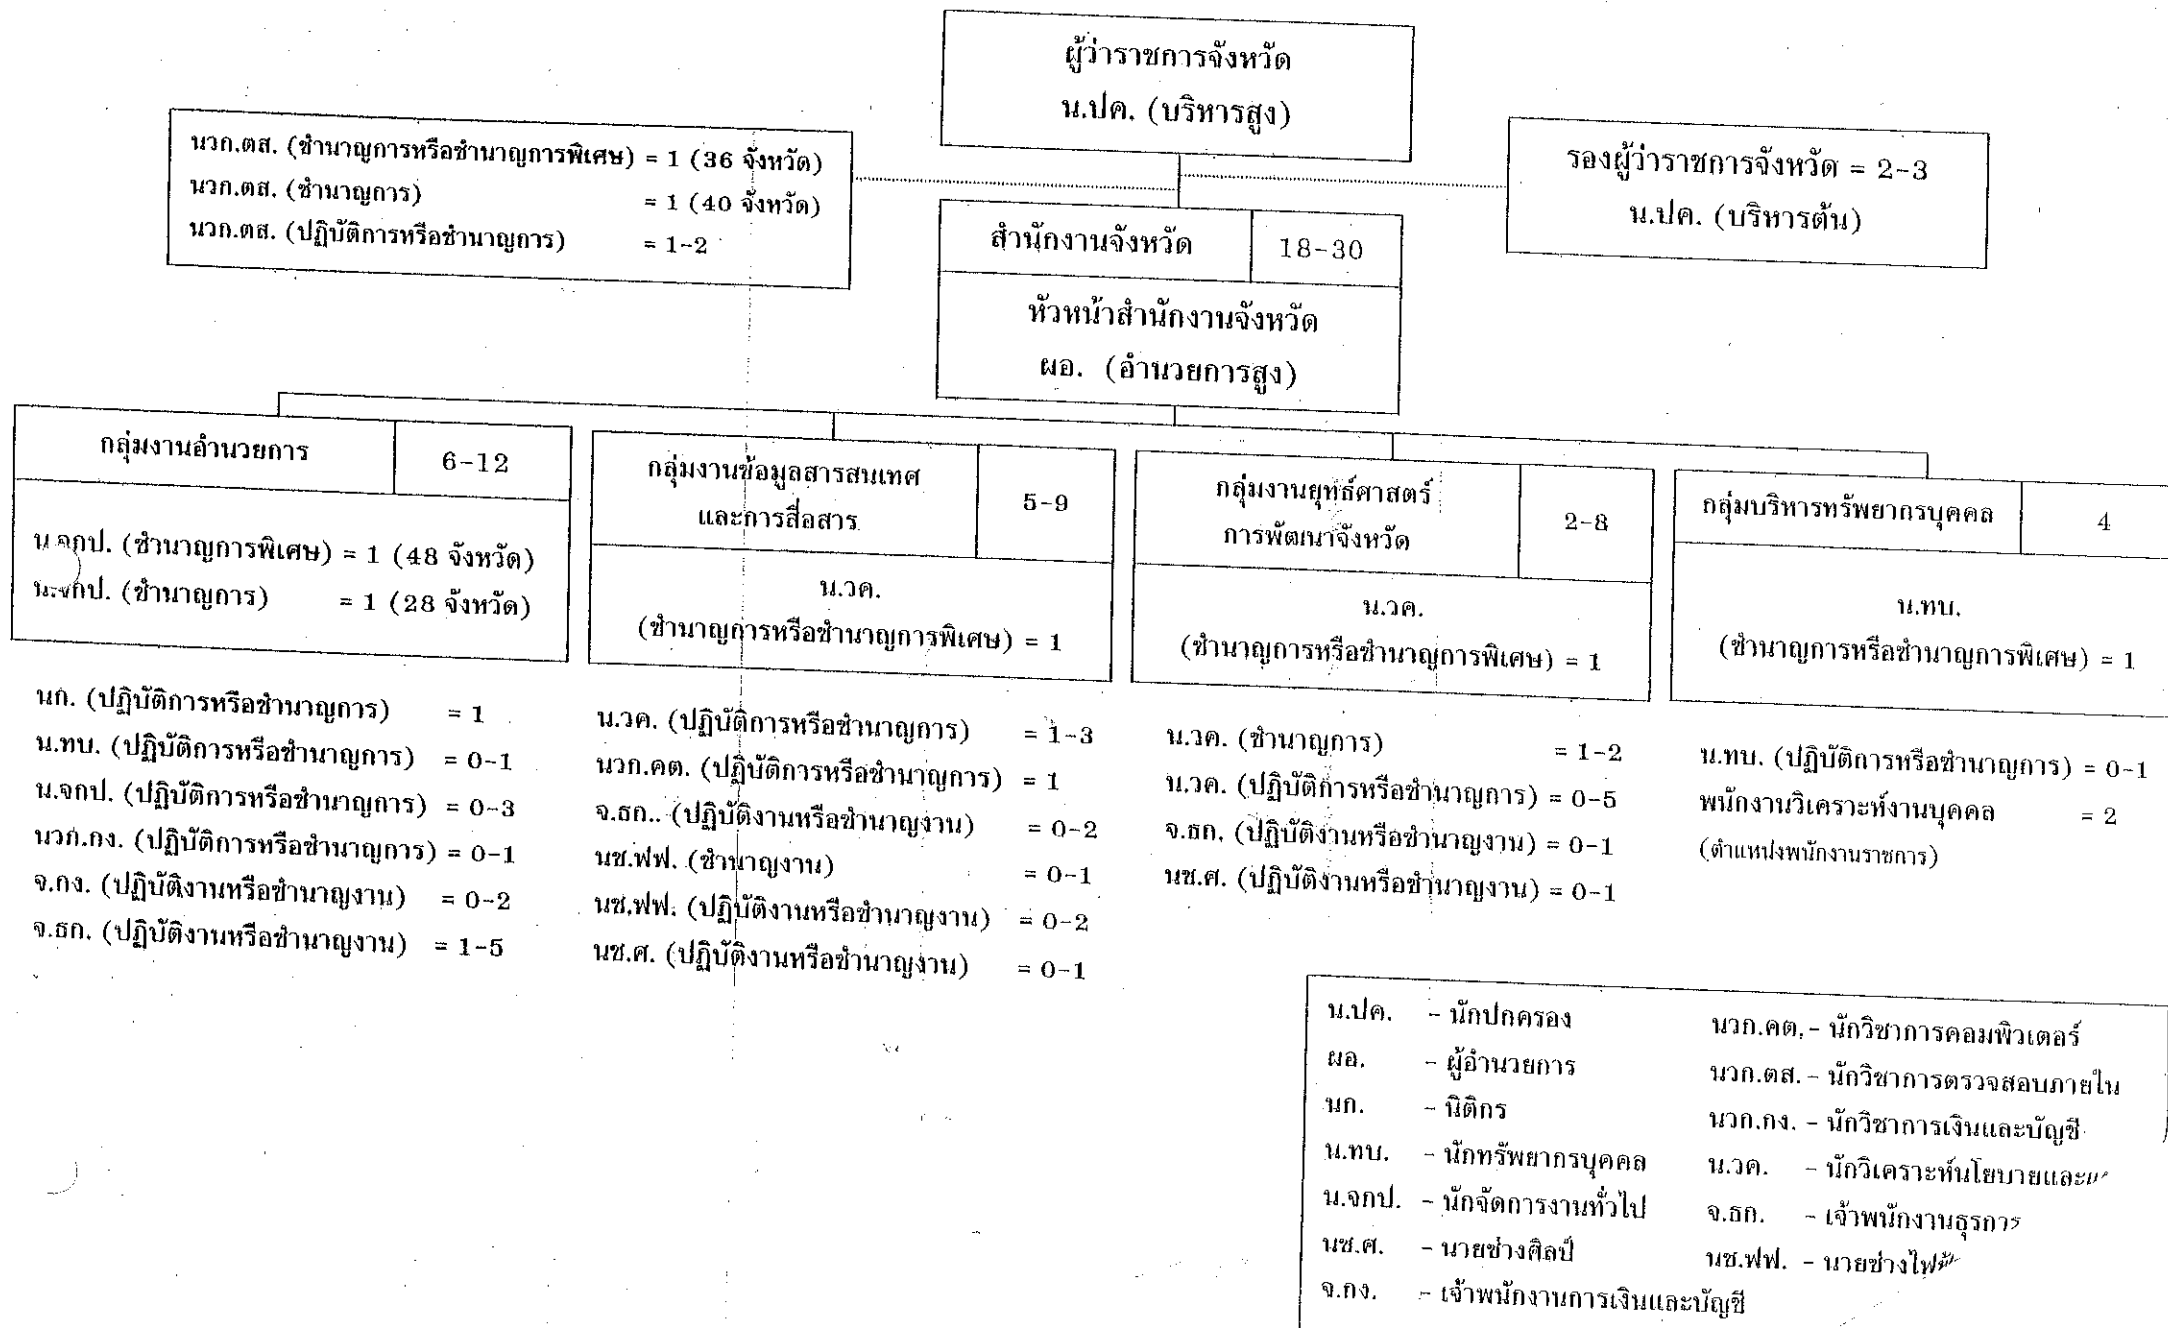 ผู้ว่าราชการจังหวัด
น.ปค. (บริหารสูง)
นวก.ตส. (ชำนาญการหรือชำนาญการพิเศษ) = 1 (36 จังหวัด)
นวก.ตส. (ชำนาญการ) = 1 (40 จังหวัด)
นวก.ตส. (ปฏิบัติการหรือชำนาญการ) = 1-2
รองผู้ว่าราชการจังหวัด = 2-3
น.ปค. (บริหารต้น)
สำนักงานจังหวัด 18-30
หัวหน้าสำนักงานจังหวัด
ผอ. (อำนวยการสูง)
กลุ่มงานอำนวยการ 6-12
น.จกป. (ชำนาญการพิเศษ) = 1 (48 จังหวัด)
น.จกป. (ชำนาญการ) = 1 (28 จังหวัด)
นก. (ปฏิบัติการหรือชำนาญการ) = 1
น.ทบ. (ปฏิบัติการหรือชำนาญการ) = 0-1
น.จกป. (ปฏิบัติการหรือชำนาญการ) = 0-3
นวก.กง. (ปฏิบัติการหรือชำนาญการ) = 0-1
จ.กง. (ปฏิบัติงานหรือชำนาญงาน) = 0-2
จ.ธก. (ปฏิบัติงานหรือชำนาญงาน) = 1-5
กลุ่มงานข้อมูลสารสนเทศ
และการสื่อสาร 5-9
น.วค.
(ชำนาญการหรือชำนาญการพิเศษ) = 1
น.วค. (ปฏิบัติการหรือชำนาญการ) = 1-3
นวก.คต. (ปฏิบัติการหรือชำนาญการ) = 1
จ.ธก.. (ปฏิบัติงานหรือชำนาญงาน) = 0-2
นช.ฟฟ. (ชำนาญงาน) = 0-1
นช.ฟฟ. (ปฏิบัติงานหรือชำนาญงาน) = 0-2
นช.ศ. (ปฏิบัติงานหรือชำนาญงาน) = 0-1
กลุ่มงานยุทธ์ศาสตร์
การพัฒนาจังหวัด 2-8
น.วค.
(ชำนาญการหรือชำนาญการพิเศษ) = 1
น.วค. (ชำนาญการ) = 1-2
น.วค. (ปฏิบัติการหรือชำนาญการ) = 0-5
จ.ธก. (ปฏิบัติงานหรือชำนาญงาน) = 0-1
นช.ศ. (ปฏิบัติงานหรือชำนาญงาน) = 0-1
กลุ่มบริหารทรัพยากรบุคคล 4
น.ทบ.
(ชำนาญการหรือชำนาญการพิเศษ) = 1
น.ทบ. (ปฏิบัติการหรือชำนาญการ) = 0-1
พนักงานวิเคราะห์งานบุคคล = 2
(ตำแหน่งพนักงานราชการ)
น.ปค. - นักปกครอง
ผอ. - ผู้อำนวยการ
นก. - นิติกร
น.ทบ. - นักทรัพยากรบุคคล
น.จกป. - นักจัดการงานทั่วไป
นช.ศ. - นายช่างศิลป์
จ.กง. - เจ้าพนักงานการเงินและบัญชี
นวก.คต. - นักวิชาการคอมพิวเตอร์
นวก.ตส. - นักวิชาการตรวจสอบภายใน
นวก.กง. - นักวิชาการเงินและบัญชี
น.วค. - นักวิเคราะห์นโยบายและ
จ.ธก. - เจ้าพนักงานธุรการ
นช.ฟฟ. - นายช่างไฟฟ้า